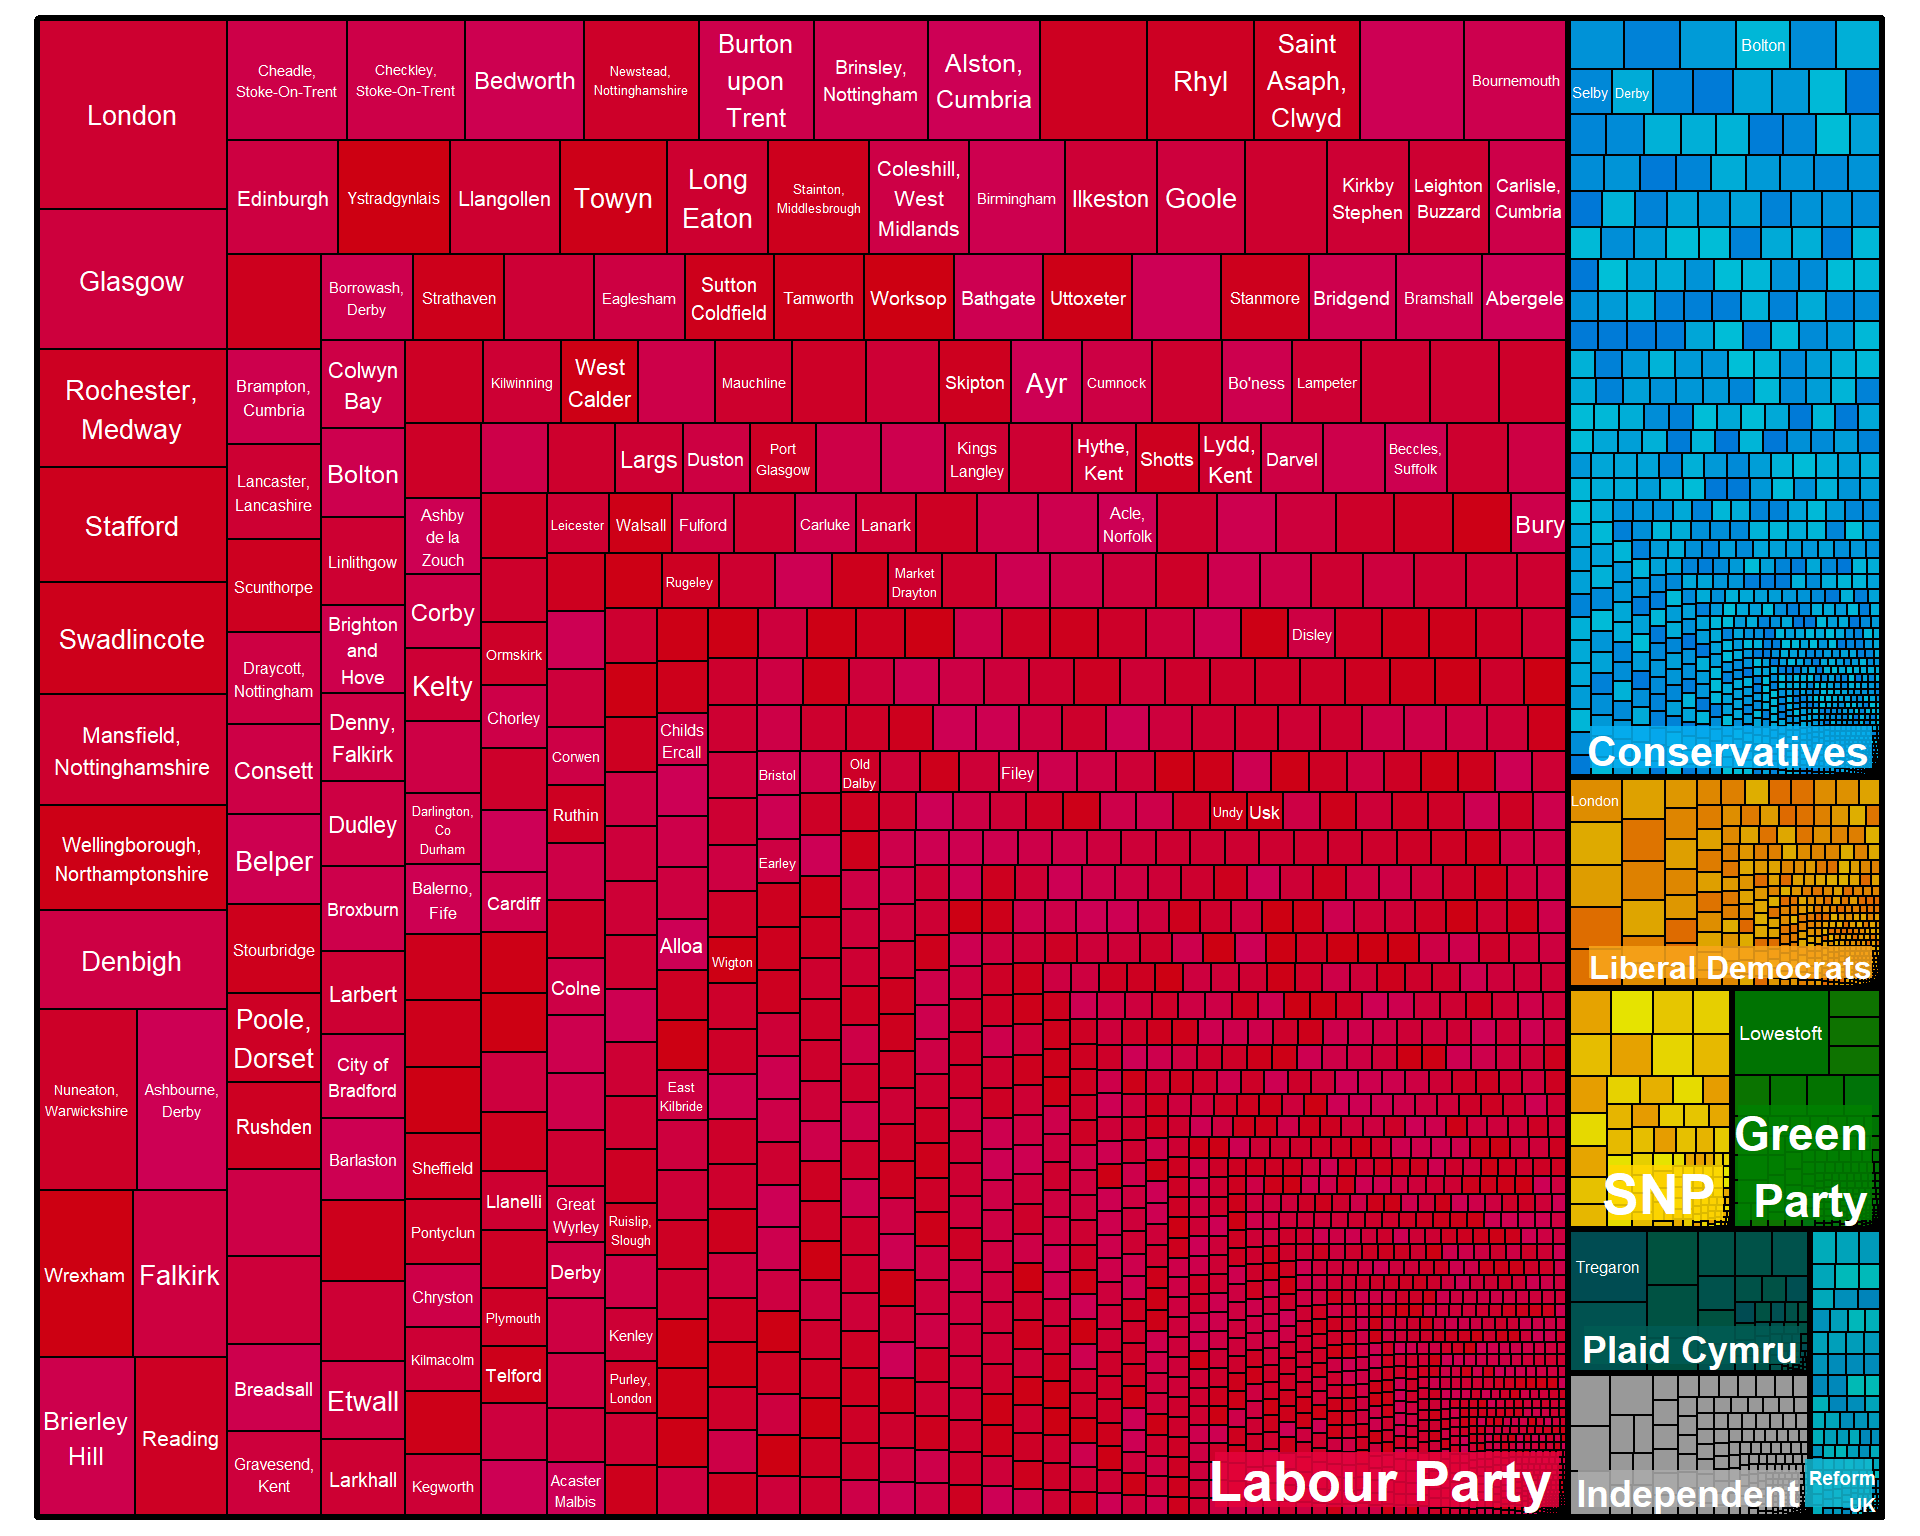 London
Glasgow
Rochester,
Medway
Stafford
Swadlincote
Mansfield,
Nottinghamshire
Wellingborough,
Northamptonshire
Denbigh
Nuneaton,
Warwickshire
Ashbourne,
Derby
Wrexham
Falkirk
Brierley
Hill
Reading
Cheadle,
Stoke-On-Trent
Checkley,
Stoke-On-Trent
Bedworth
Newstead,
Nottinghamshire
Burton
upon
Trent
Brinsley,
Nottingham
Alston,
Cumbria
Rhyl
Saint
Asaph,
Clwyd
Bournemouth
Edinburgh
Ystradgynlais
Llangollen
Towyn
Long
Eaton
Stainton,
Middlesbrough
Coleshill,
West
Midlands
Birmingham
Ilkeston
Goole
Kirkby
Stephen
Leighton
Buzzard
Carlisle,
Cumbria
Borrowash,
Derby
Strathaven
Eaglesham
Sutton
Coldfield
Tamworth
Worksop
Bathgate
Uttoxeter
Stanmore
Bridgend
Bramshall
Abergele
Brampton,
Cumbria
Lancaster,
Lancashire
Scunthorpe
Draycott,
Nottingham
Consett
Belper
Stourbridge
Poole,
Dorset
Rushden
Breadsall
Gravesend,
Kent
Colwyn
Bay
Bolton
Linlithgow
Brighton
and
Hove
Denny,
Falkirk
Dudley
Broxburn
Larbert
City of
Bradford
Barlaston
Etwall
Larkhall
Kilwinning
West
Calder
Mauchline
Skipton
Ayr
Cumnock
Bo'ness
Lampeter
Ashby
de la
Zouch
Corby
Kelty
Darlington,
Co
Durham
Balerno,
Fife
Sheffield
Pontyclun
Chryston
Kilmacolm
Kegworth
Largs
Duston
Port
Glasgow
Kings
Langley
Hythe,
Kent
Shotts
Lydd,
Kent
Darvel
Beccles,
Suffolk
Ormskirk
Chorley
Cardiff
Llanelli
Plymouth
Telford
Leicester
Walsall
Fulford
Carluke
Lanark
Acle,
Norfolk
Bury
Corwen
Ruthin
Colne
Great
Wyrley
Derby
Acaster
Malbis
Rugeley
Market
Drayton
Ruislip,
Slough
Kenley
Purley,
London
Disley
Childs
Ercall
Alloa
East
Kilbride
Wigton
Bristol
Earley
Old
Dalby
Filey
Undy
Usk
Labour Party
Bolton
Selby
Derby
Conservatives
London
Liberal Democrats
SNP
Lowestoft
Green
Party
Tregaron
Plaid Cymru
Independent
Reform
UK